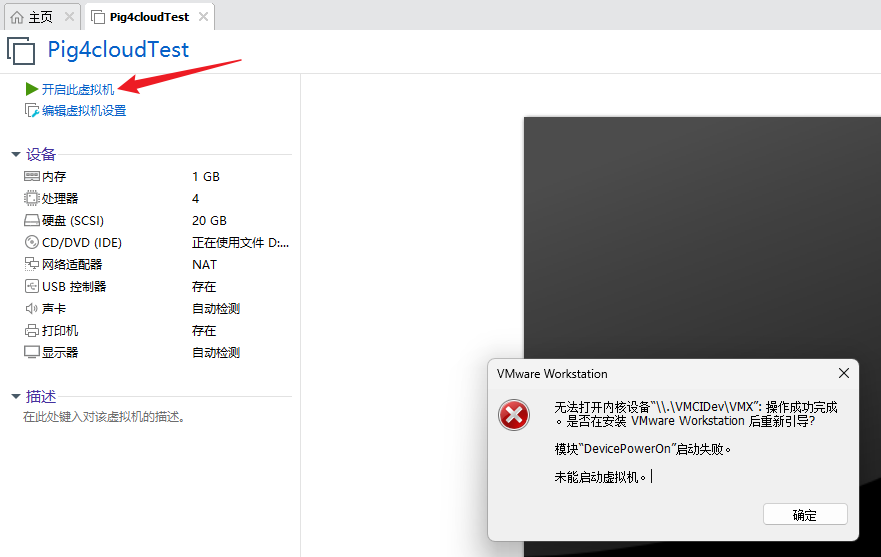 主页
Pig4cloudTest
Pig4cloudTest
开启此虚拟机
编辑虚拟机设置
设备
内存 1 GB
处理器 4
硬盘 (SCSI) 20 GB
CD/DVD (IDE) 正在使用文件 D:...
网络适配器 NAT
USB 控制器 存在
声卡 自动检测
打印机 存在
显示器 自动检测
描述
在此处键入对该虚拟机的描述。
VMware Workstation
无法打开内核设备“\\.\VMCIDev\VMX”: 操作成功完成
。是否在安装 VMware Workstation 后重新引导?
模块“DevicePowerOn”启动失败。
未能启动虚拟机。
确定